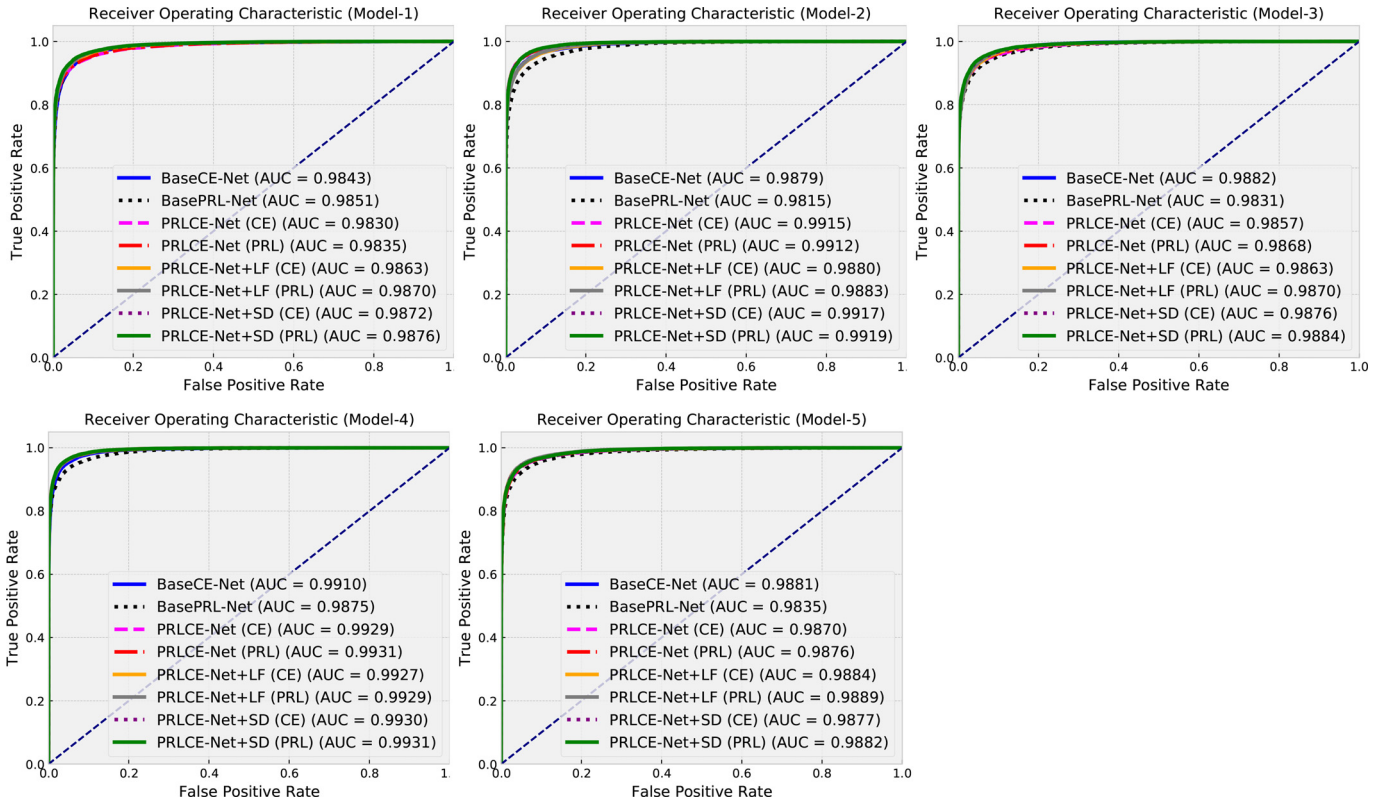 Receiver Operating Characteristic (Model-1)
True Positive Rate
1.0
0.8
0.6
0.4
0.2
0.0
BaseCE-Net (AUC = 0.9843)
BasePRL-Net (AUC = 0.9851)
PRLCE-Net (CE) (AUC = 0.9830)
PRLCE-Net (PRL) (AUC = 0.9835)
PRLCE-Net+LF (CE) (AUC = 0.9863)
PRLCE-Net+LF (PRL) (AUC = 0.9870)
PRLCE-Net+SD (CE) (AUC = 0.9872)
PRLCE-Net+SD (PRL) (AUC = 0.9876)
0.0 0.2 0.4 0.6 0.8 1.
False Positive Rate
Receiver Operating Characteristic (Model-2)
True Positive Rate
1.0
0.8
0.6
0.4
0.2
0.0
BaseCE-Net (AUC = 0.9879)
BasePRL-Net (AUC = 0.9815)
PRLCE-Net (CE) (AUC = 0.9915)
PRLCE-Net (PRL) (AUC = 0.9912)
PRLCE-Net+LF (CE) (AUC = 0.9880)
PRLCE-Net+LF (PRL) (AUC = 0.9883)
PRLCE-Net+SD (CE) (AUC = 0.9917)
PRLCE-Net+SD (PRL) (AUC = 0.9919)
0.0 0.2 0.4 0.6 0.8 1.
False Positive Rate
Receiver Operating Characteristic (Model-3)
True Positive Rate
1.0
0.8
0.6
0.4
0.2
0.0
BaseCE-Net (AUC = 0.9882)
BasePRL-Net (AUC = 0.9831)
PRLCE-Net (CE) (AUC = 0.9857)
PRLCE-Net (PRL) (AUC = 0.9868)
PRLCE-Net+LF (CE) (AUC = 0.9863)
PRLCE-Net+LF (PRL) (AUC = 0.9870)
PRLCE-Net+SD (CE) (AUC = 0.9876)
PRLCE-Net+SD (PRL) (AUC = 0.9884)
0.0 0.2 0.4 0.6 0.8 1.0
False Positive Rate
Receiver Operating Characteristic (Model-4)
True Positive Rate
1.0
0.8
0.6
0.4
0.2
0.0
BaseCE-Net (AUC = 0.9910)
BasePRL-Net (AUC = 0.9875)
PRLCE-Net (CE) (AUC = 0.9929)
PRLCE-Net (PRL) (AUC = 0.9931)
PRLCE-Net+LF (CE) (AUC = 0.9927)
PRLCE-Net+LF (PRL) (AUC = 0.9929)
PRLCE-Net+SD (CE) (AUC = 0.9930)
PRLCE-Net+SD (PRL) (AUC = 0.9931)
0.0 0.2 0.4 0.6 0.8 1.
False Positive Rate
Receiver Operating Characteristic (Model-5)
True Positive Rate
1.0
0.8
0.6
0.4
0.2
0.0
BaseCE-Net (AUC = 0.9881)
BasePRL-Net (AUC = 0.9835)
PRLCE-Net (CE) (AUC = 0.9870)
PRLCE-Net (PRL) (AUC = 0.9876)
PRLCE-Net+LF (CE) (AUC = 0.9884)
PRLCE-Net+LF (PRL) (AUC = 0.9889)
PRLCE-Net+SD (CE) (AUC = 0.9877)
PRLCE-Net+SD (PRL) (AUC = 0.9882)
0.0 0.2 0.4 0.6 0.8 1.0
False Positive Rate